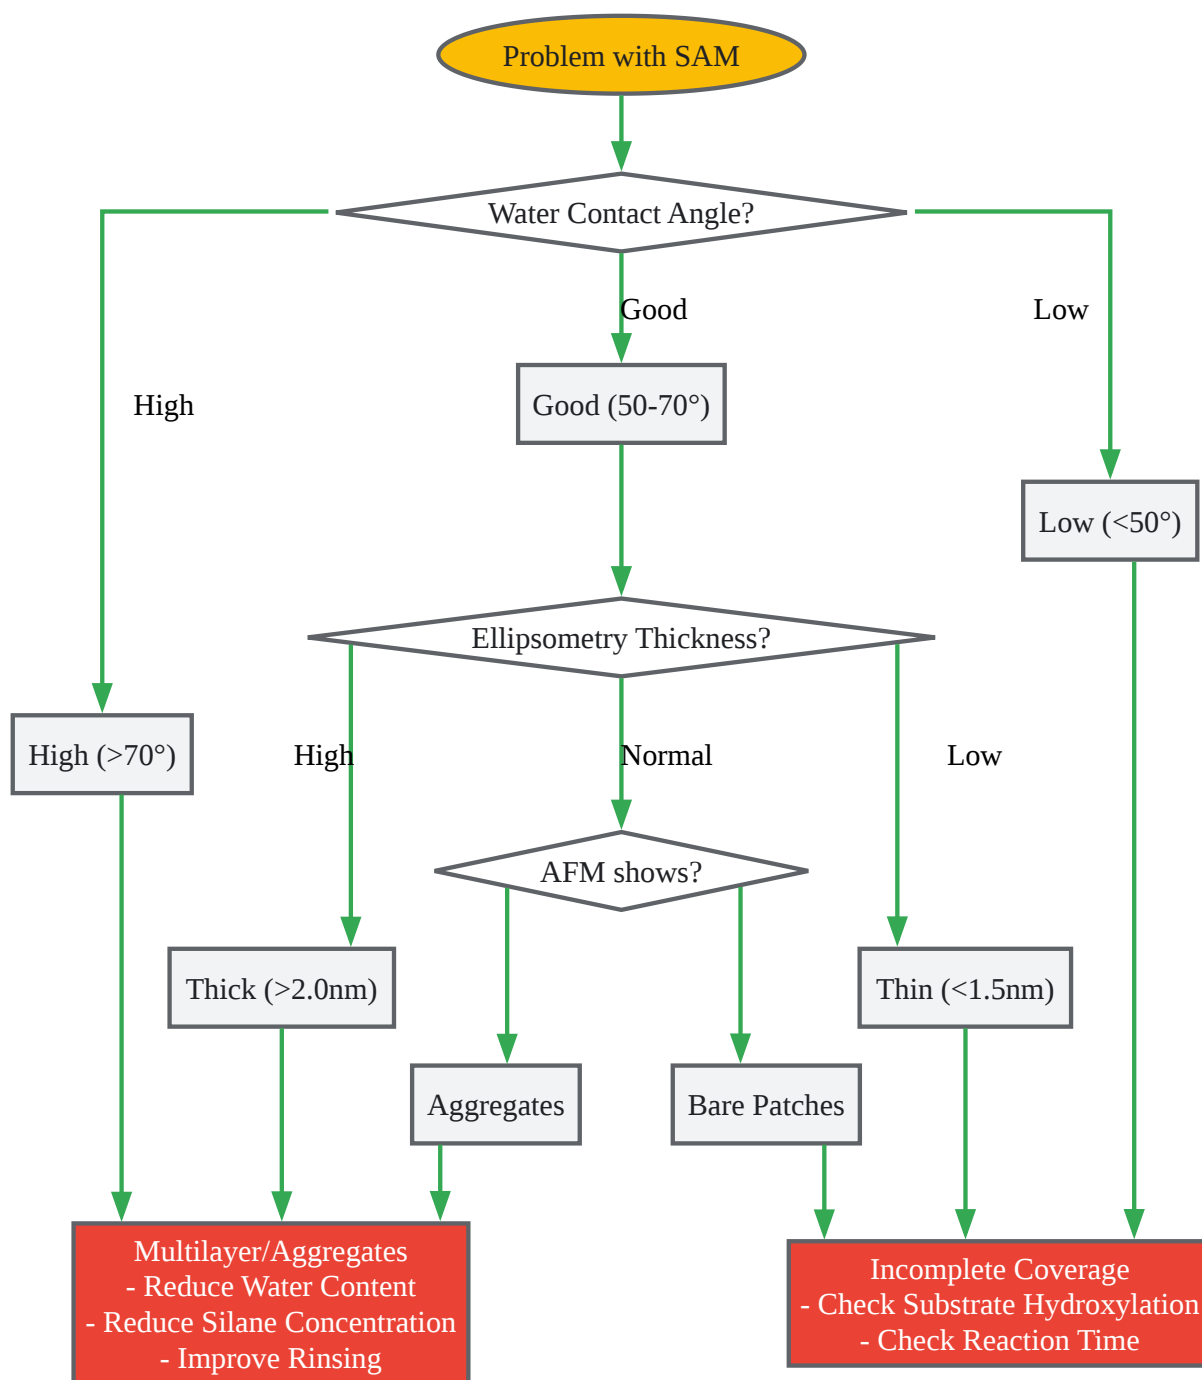 Problem with SAM
Water Contact Angle?
Good
Low
High
Good (50-70°)
Low (<50°)
Ellipsometry Thickness?
High (>70°)
High
Normal
Low
AFM shows?
Thick (>2.0nm)
Thin (<1.5nm)
Aggregates
Bare Patches
Multilayer/Aggregates
- Reduce Water Content
- Reduce Silane Concentration
- Improve Rinsing
Incomplete Coverage
- Check Substrate Hydroxylation
- Check Reaction Time